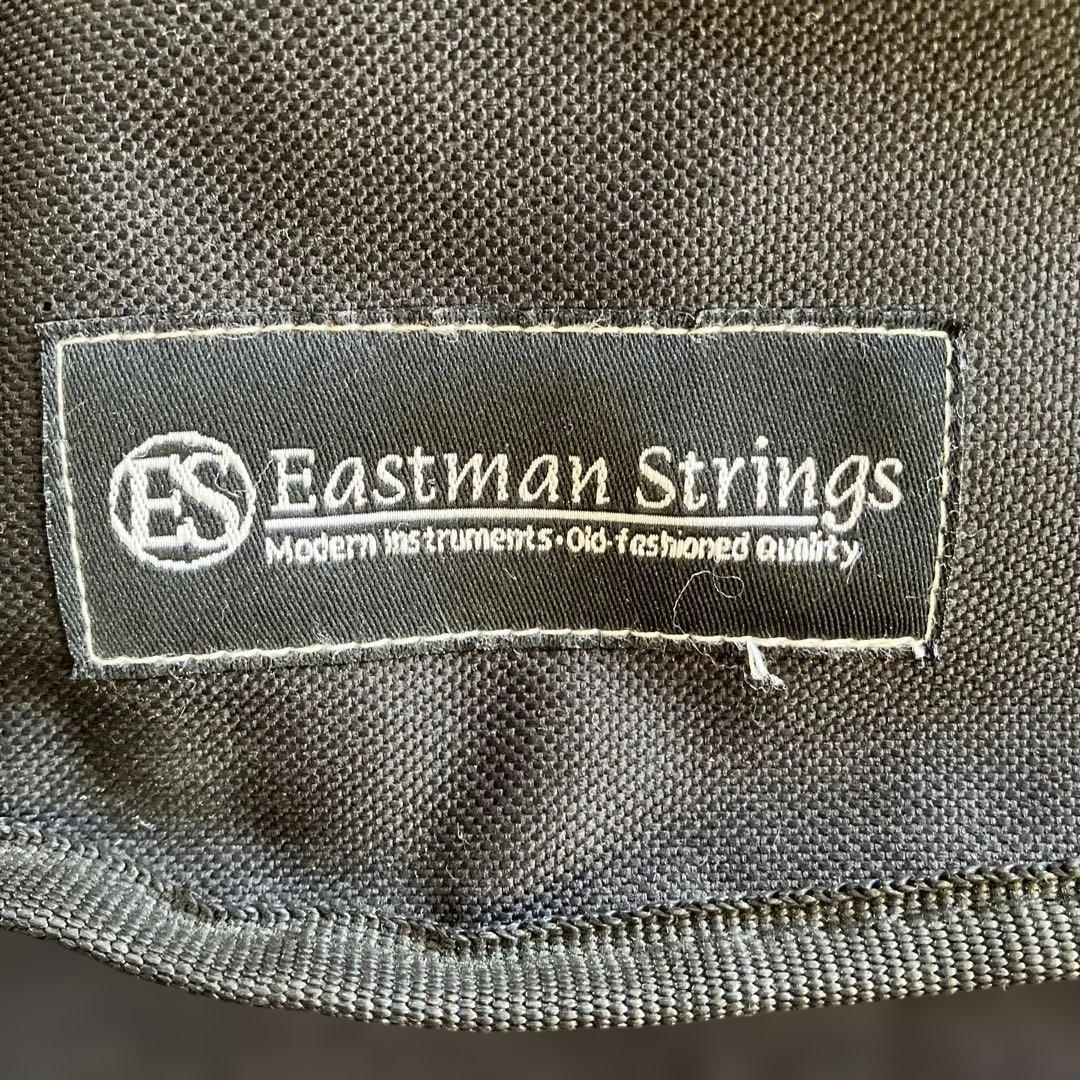 ES Eastman Strings
Modern Instruments·Old-fashioned Quality